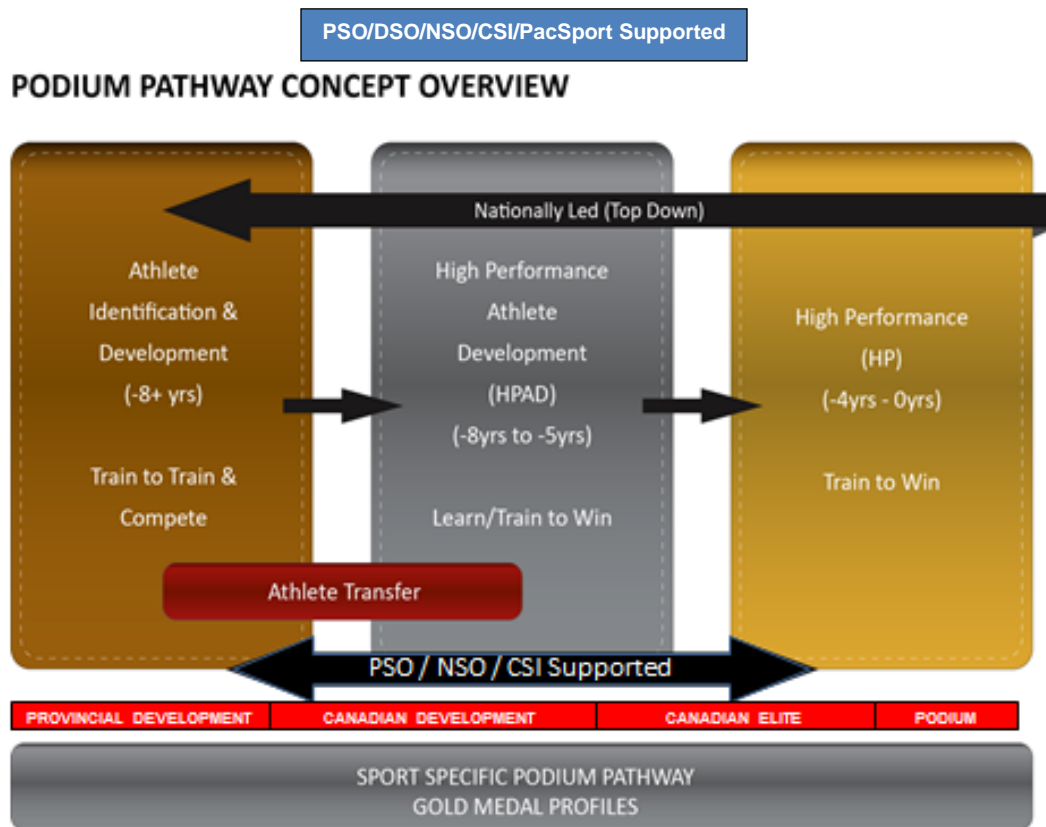 PSO/DSO/NSO/CSI/PacSport Supported
PODIUM PATHWAY CONCEPT OVERVIEW
Nationally Led (Top Down)
Athlete
Identification &
Development
(-8+ yrs)
Train to Train &
Compete
High Performance
Athlete
Development
(HPAD)
(-8yrs to -5yrs)
Learn/Train to Win
High Performance
(HP)
(-4yrs - 0yrs)
Train to Win
Athlete Transfer
PSO / NSO / CSI Supported
PROVINCIAL DEVELOPMENT
CANADIAN DEVELOPMENT
CANADIAN ELITE
PODIUM
SPORT SPECIFIC PODIUM PATHWAY
GOLD MEDAL PROFILES